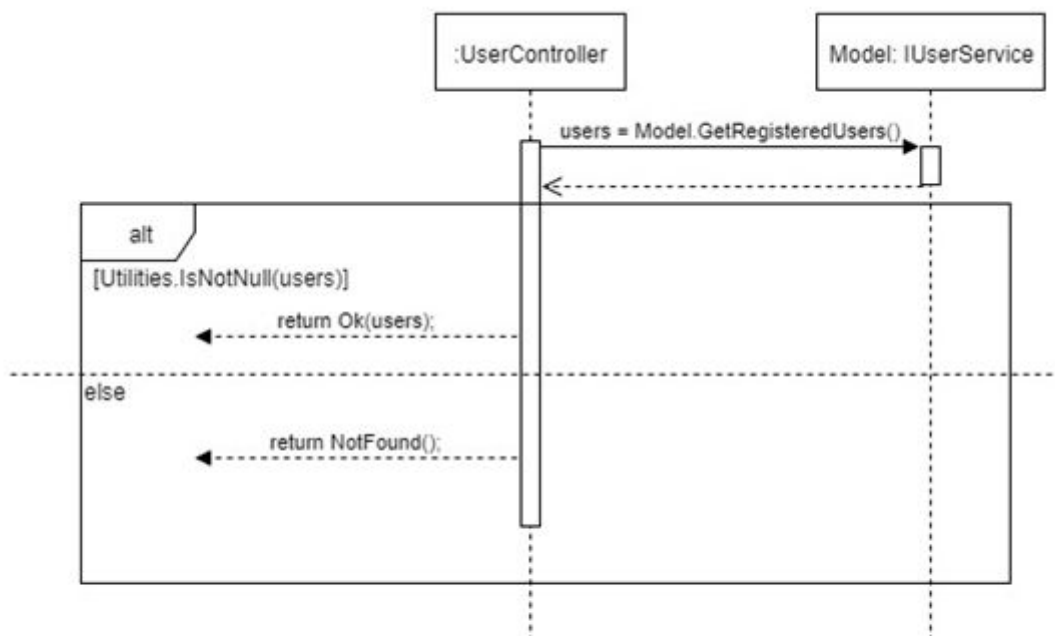 :UserController
Model: IUserService
users = Model.GetRegisteredUsers()
alt
[Utilities.IsNotNull(users)]
return Ok(users);
else
return NotFound();